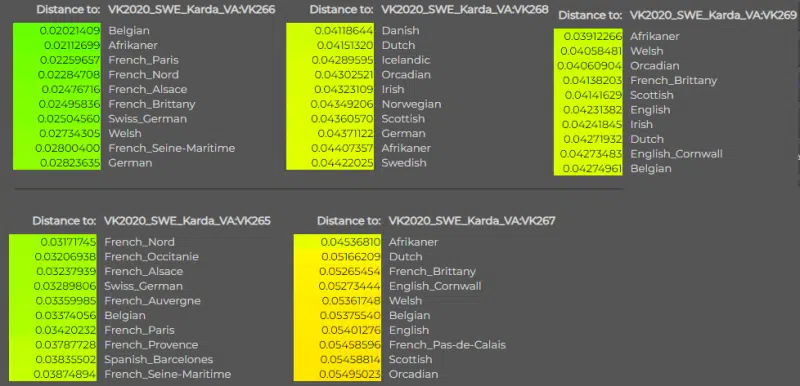 Distance to: VK2020_SWE_Karda_VA:VK266
0.02021409 Belgian
0.02112699 Afrikaner
0.02259657 French_Paris
0.02284708 French_Nord
0.02476716 French_Alsace
0.02495836 French_Brittany
0.02504560 Swiss_German
0.02734305 Welsh
0.02800400 French_Seine-Maritime
0.02823635 German
Distance to: VK2020_SWE_Karda_VA:VK268
0.04118644 Danish
0.04151320 Dutch
0.04289595 Icelandic
0.04302521 Orcadian
0.04323109 Irish
0.04349206 Norwegian
0.04360570 Scottish
0.04371122 German
0.04407357 Afrikaner
0.04422025 Swedish
Distance to: VK2020_SWE_Karda_VA:VK269
0.03912266 Afrikaner
0.04058481 Welsh
0.04060904 Orcadian
0.04138203 French_Brittany
0.04141629 Scottish
0.04231382 English
0.04241845 Irish
0.04271932 Dutch
0.04273483 English_Cornwall
0.04274961 Belgian
Distance to: VK2020_SWE_Karda_VA:VK265
0.03171745 French_Nord
0.03206938 French_Occitanie
0.03237939 French_Alsace
0.03289806 Swiss_German
0.03359985 French_Auvergne
0.03374056 Belgian
0.03420232 French_Paris
0.03787728 French_Provence
0.03835502 Spanish_Barcelones
0.03874894 French_Seine-Maritime
Distance to: VK2020_SWE_Karda_VA:VK267
0.04536810 Afrikaner
0.05166209 Dutch
0.05265454 French_Brittany
0.05273444 English_Cornwall
0.05361748 Welsh
0.05375540 Belgian
0.05401276 English
0.05458596 French_Pas-de-Calais
0.05458814 Scottish
0.05495023 Orcadian